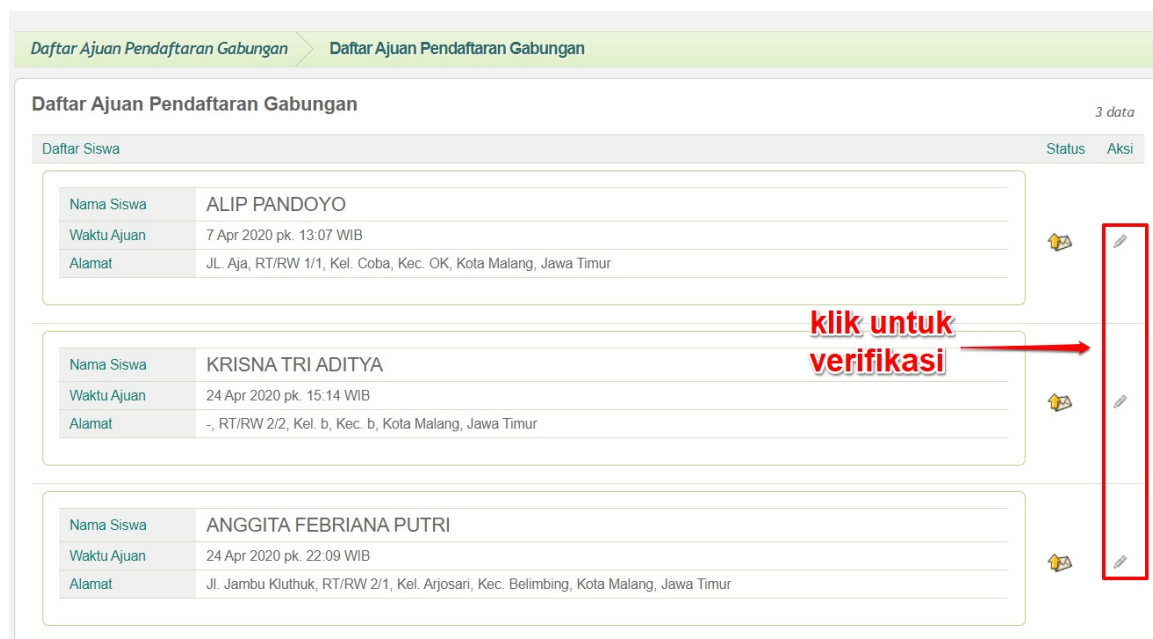 Daftar Ajuan Pendaftaran Gabungan Daftar Ajuan Pendaftaran Gabungan
Daftar Ajuan Pendaftaran Gabungan
3 data
Daftar Siswa Status Aksi
Nama Siswa ALIP PANDOYO
Waktu Ajuan 7 Apr 2020 pk. 13:07 WIB
Alamat JL. Aja, RT/RW 1/1, Kel. Coba, Kec. OK, Kota Malang, Jawa Timur
klik untuk
verifikasi
Nama Siswa KRISNA TRI ADITYA
Waktu Ajuan 24 Apr 2020 pk. 15:14 WIB
Alamat -, RT/RW 2/2, Kel. b, Kec. b, Kota Malang, Jawa Timur
Nama Siswa ANGGITA FEBRIANA PUTRI
Waktu Ajuan 24 Apr 2020 pk. 22:09 WIB
Alamat Jl. Jambu Kluthuk, RT/RW 2/1, Kel. Arjosari, Kec. Belimbing, Kota Malang, Jawa Timur